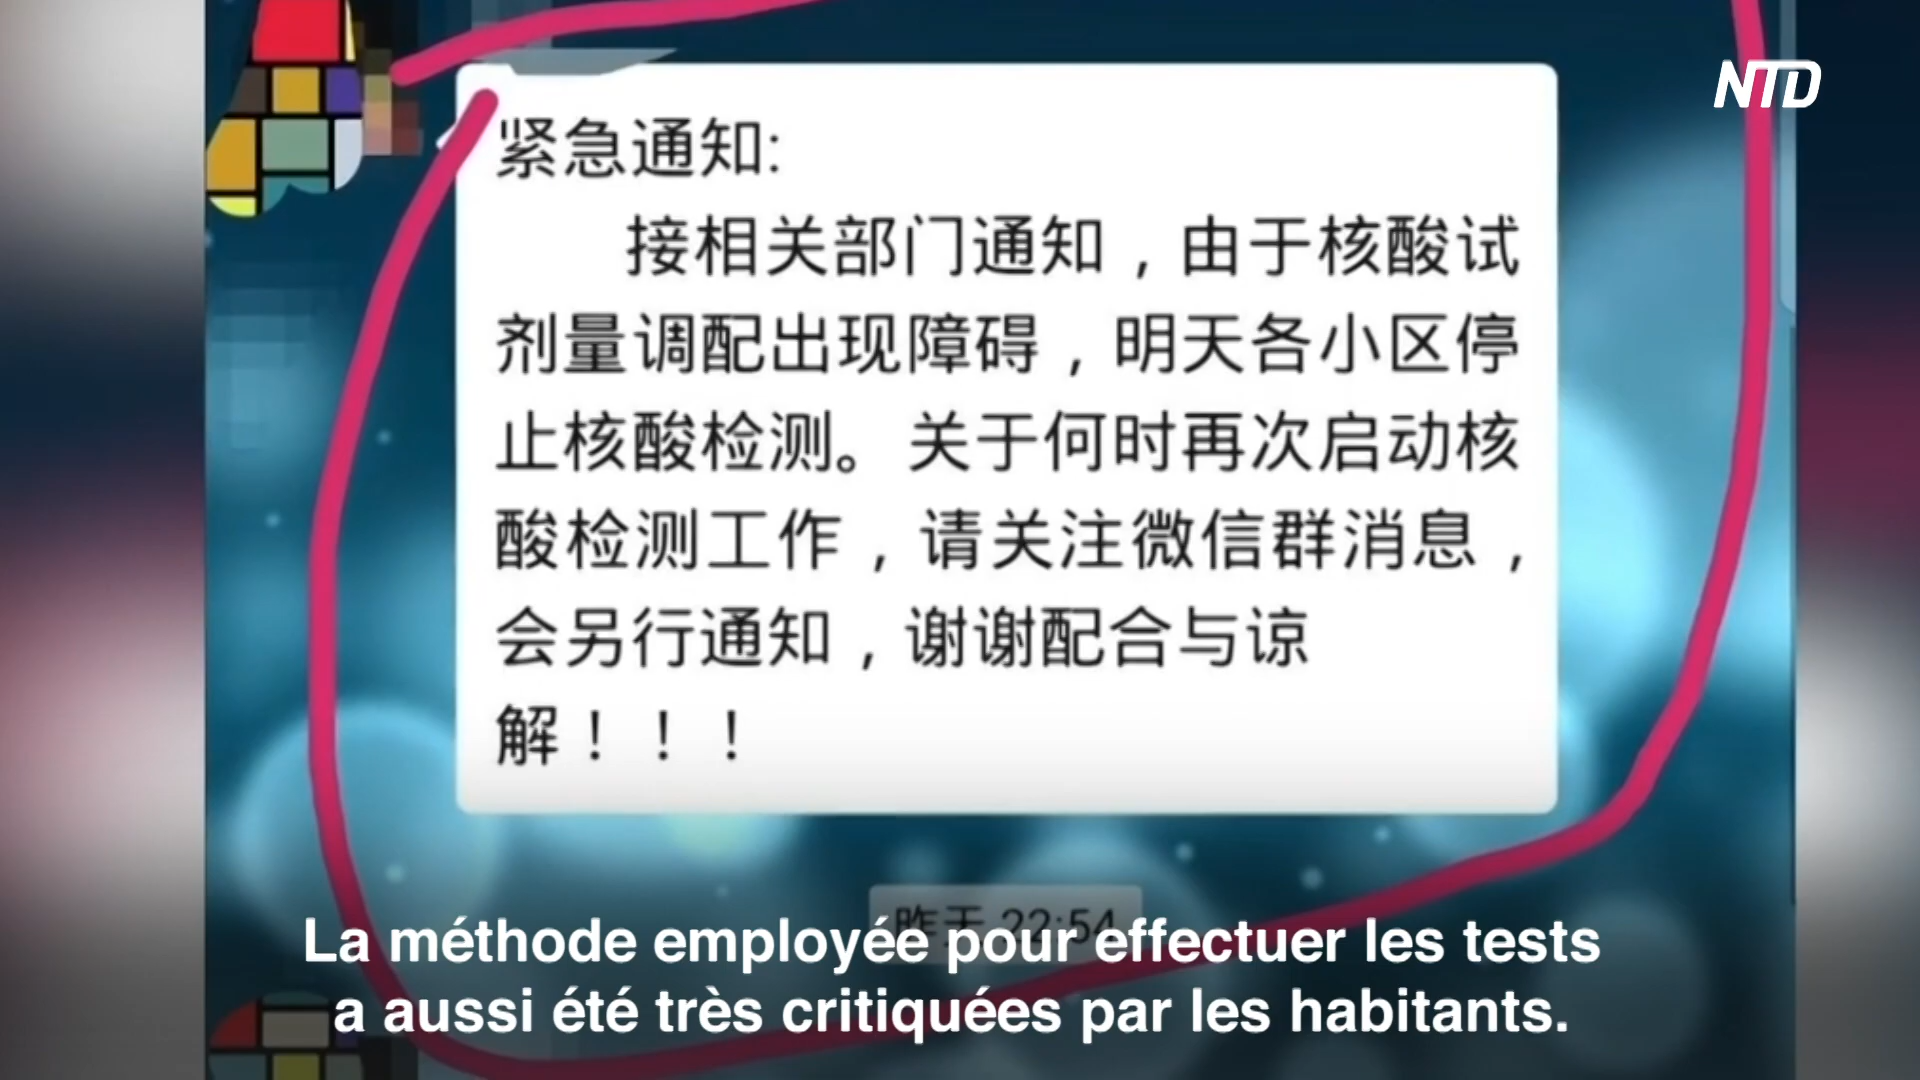 NTD
紧急通知:
接相关部门通知，由于核酸试
剂量调配出现障碍，明天各小区停
止核酸检测。关于何时再次启动核
酸检测工作，请关注微信群消息，
会另行通知，谢谢配合与谅
解！！！
昨天 22:54
La méthode employée pour effectuer les tests
a aussi été très critiquées par les habitants.